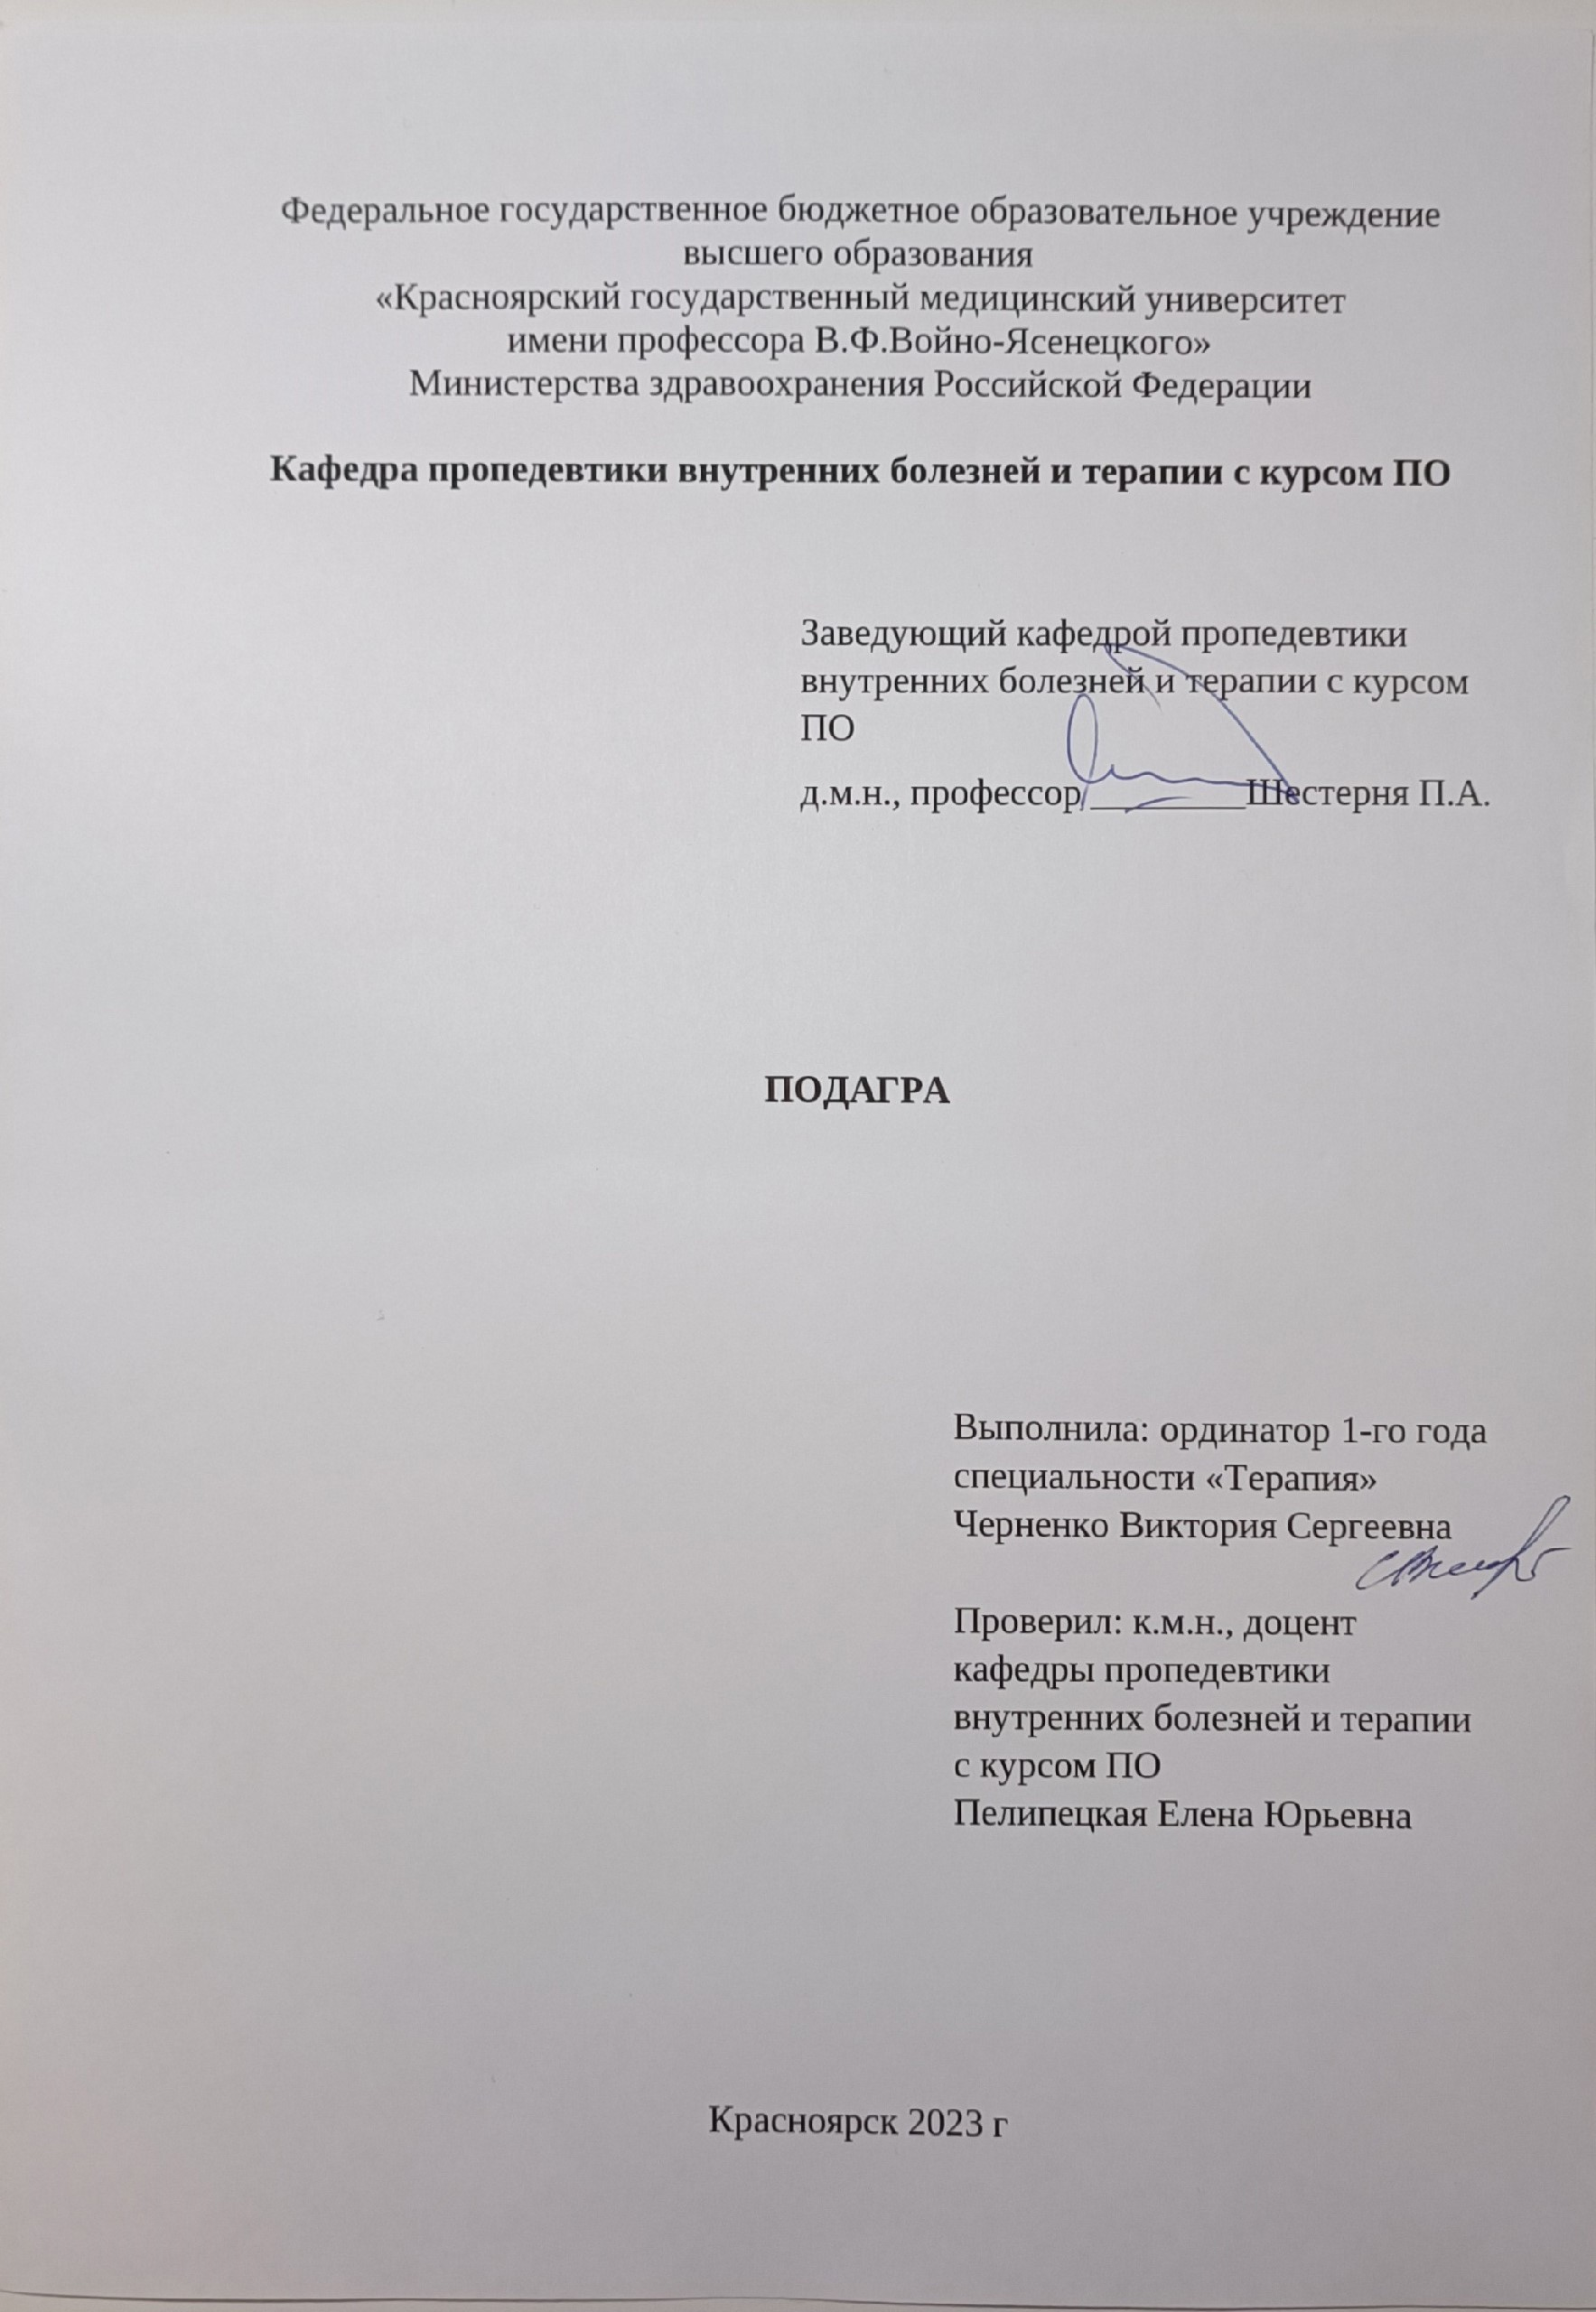 Федеральное государственное бюджетное образовательное учреждение
высшего образования
«Красноярский государственный медицинский университет
имени профессора В.Ф.Войно-Ясенецкого»
Министерства здравоохранения Российской Федерации
Кафедра пропедевтики внутренних болезней и терапии с курсом ПО
Заведующий кафедрой пропедевтики
внутренних болезней и терапии с курсом
ПО
д.м.н., профессор ________Шестерня П.А.
ПОДАГРА
Выполнила: ординатор 1-го года
специальности «Терапия»
Черненко Виктория Сергеевна
Проверил: к.м.н., доцент
кафедры пропедевтики
внутренних болезней и терапии
с курсом ПО
Пелипецкая Елена Юрьевна
Красноярск 2023 г